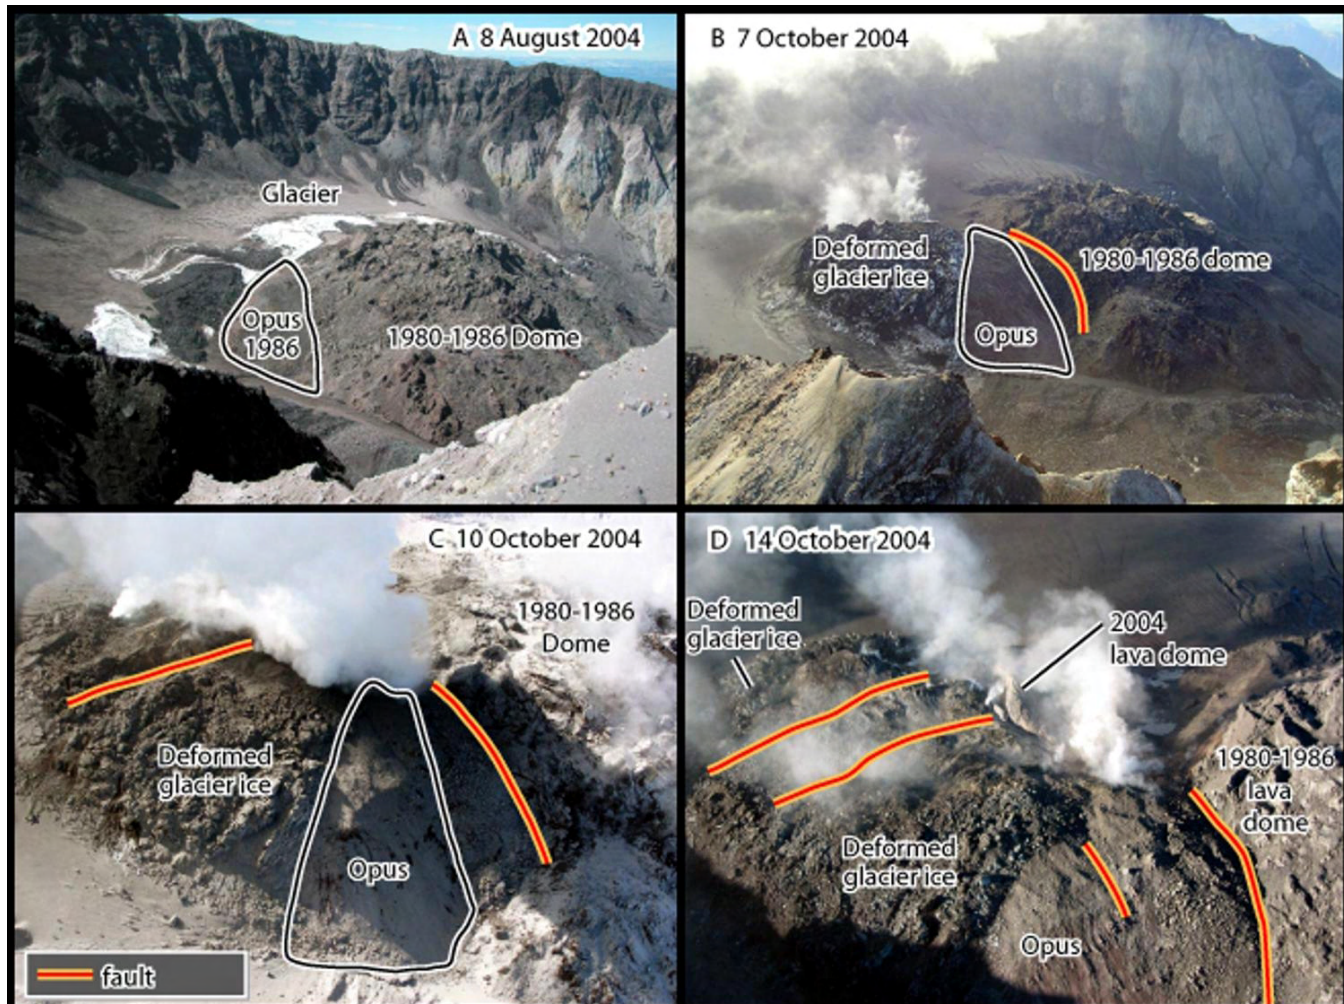 A 8 August 2004
Glacier
Opus
1986
1980-1986 Dome
B 7 October 2004
Deformed
glacier ice
1980-1986 dome
Opus
C 10 October 2004
1980-1986
Dome
Deformed
glacier ice
Opus
fault
D 14 October 2004
Deformed
glacier ice
2004
lava dome
1980-1986
lava
dome
Deformed
glacier ice
Opus